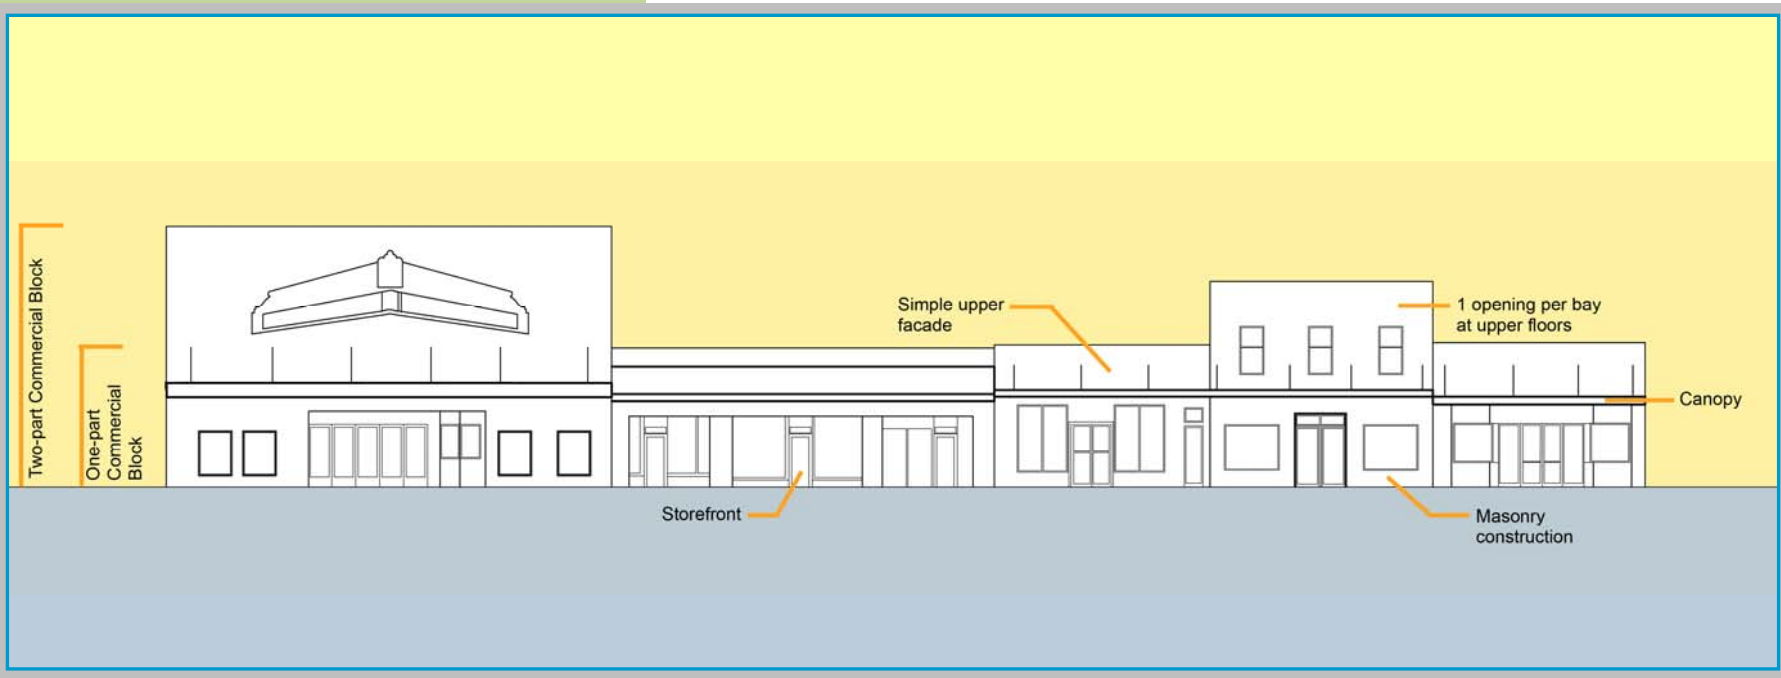 Two-part Commercial Block
One-part
Commercial
Block
Simple upper
facade
1 opening per bay
at upper floors
Canopy
Storefront
Masonry
construction